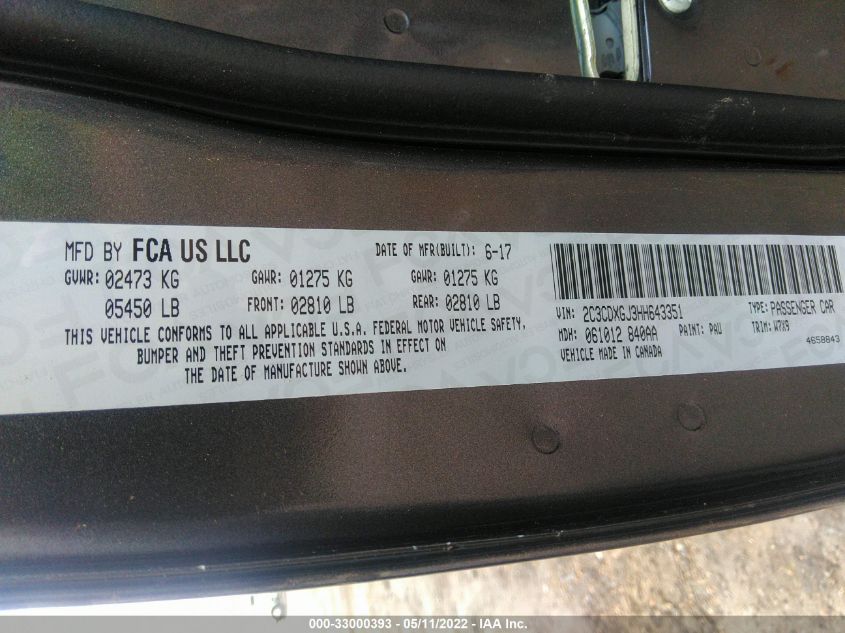 MFD BY FCA US LLC DATE OF MFR(BUILT): 6-17
GVWR: 02473 KG GAWR: 01275 KG GAWR: 01275 KG
05450 LB FRONT: 02810 LB REAR: 02810 LB
THIS VEHICLE CONFORMS TO ALL APPLICABLE U.S.A. FEDERAL MOTOR VEHICLE SAFETY,
BUMPER AND THEFT PREVENTION STANDARDS IN EFFECT ON
THE DATE OF MANUFACTURE SHOWN ABOVE.
VIN: 2C3CDXGJ3HH643351 TYPE: PASSENGER CAR
MDH: 061012 840AA PAINT: PAU TRIM: W7X9
VEHICLE MADE IN CANADA 4658843
000-33000393 - 05/11/2022 - IAA Inc.